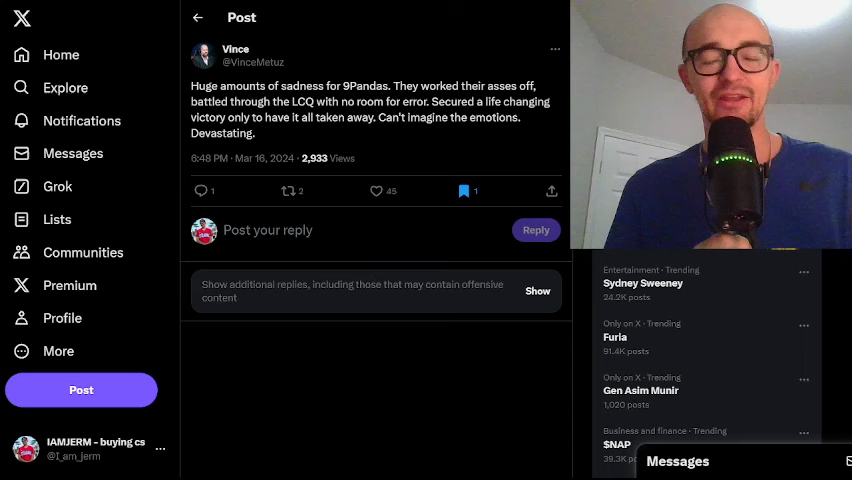 Post
Home
Explore
Notifications
Messages
Grok
Lists
Communities
Premium
Profile
More
Post
IAMJERM - buying cs
@I_am_jerm
Vince
@VinceMetuz
Huge amounts of sadness for 9Pandas. They worked their asses off,
battled through the LCQ with no room for error. Secured a life changing
victory only to have it all taken away. Can't imagine the emotions.
Devastating.
6:48 PM · Mar 16, 2024 · 2,933 Views
1
2
45
1
Post your reply
Reply
Show additional replies, including those that may contain offensive
content
Show
Entertainment · Trending
Sydney Sweeney
24.2K posts
Only on X · Trending
Furia
91.4K posts
Only on X · Trending
Gen Asim Munir
1,020 posts
Business and finance · Trending
$NAP
39.3K
Messages